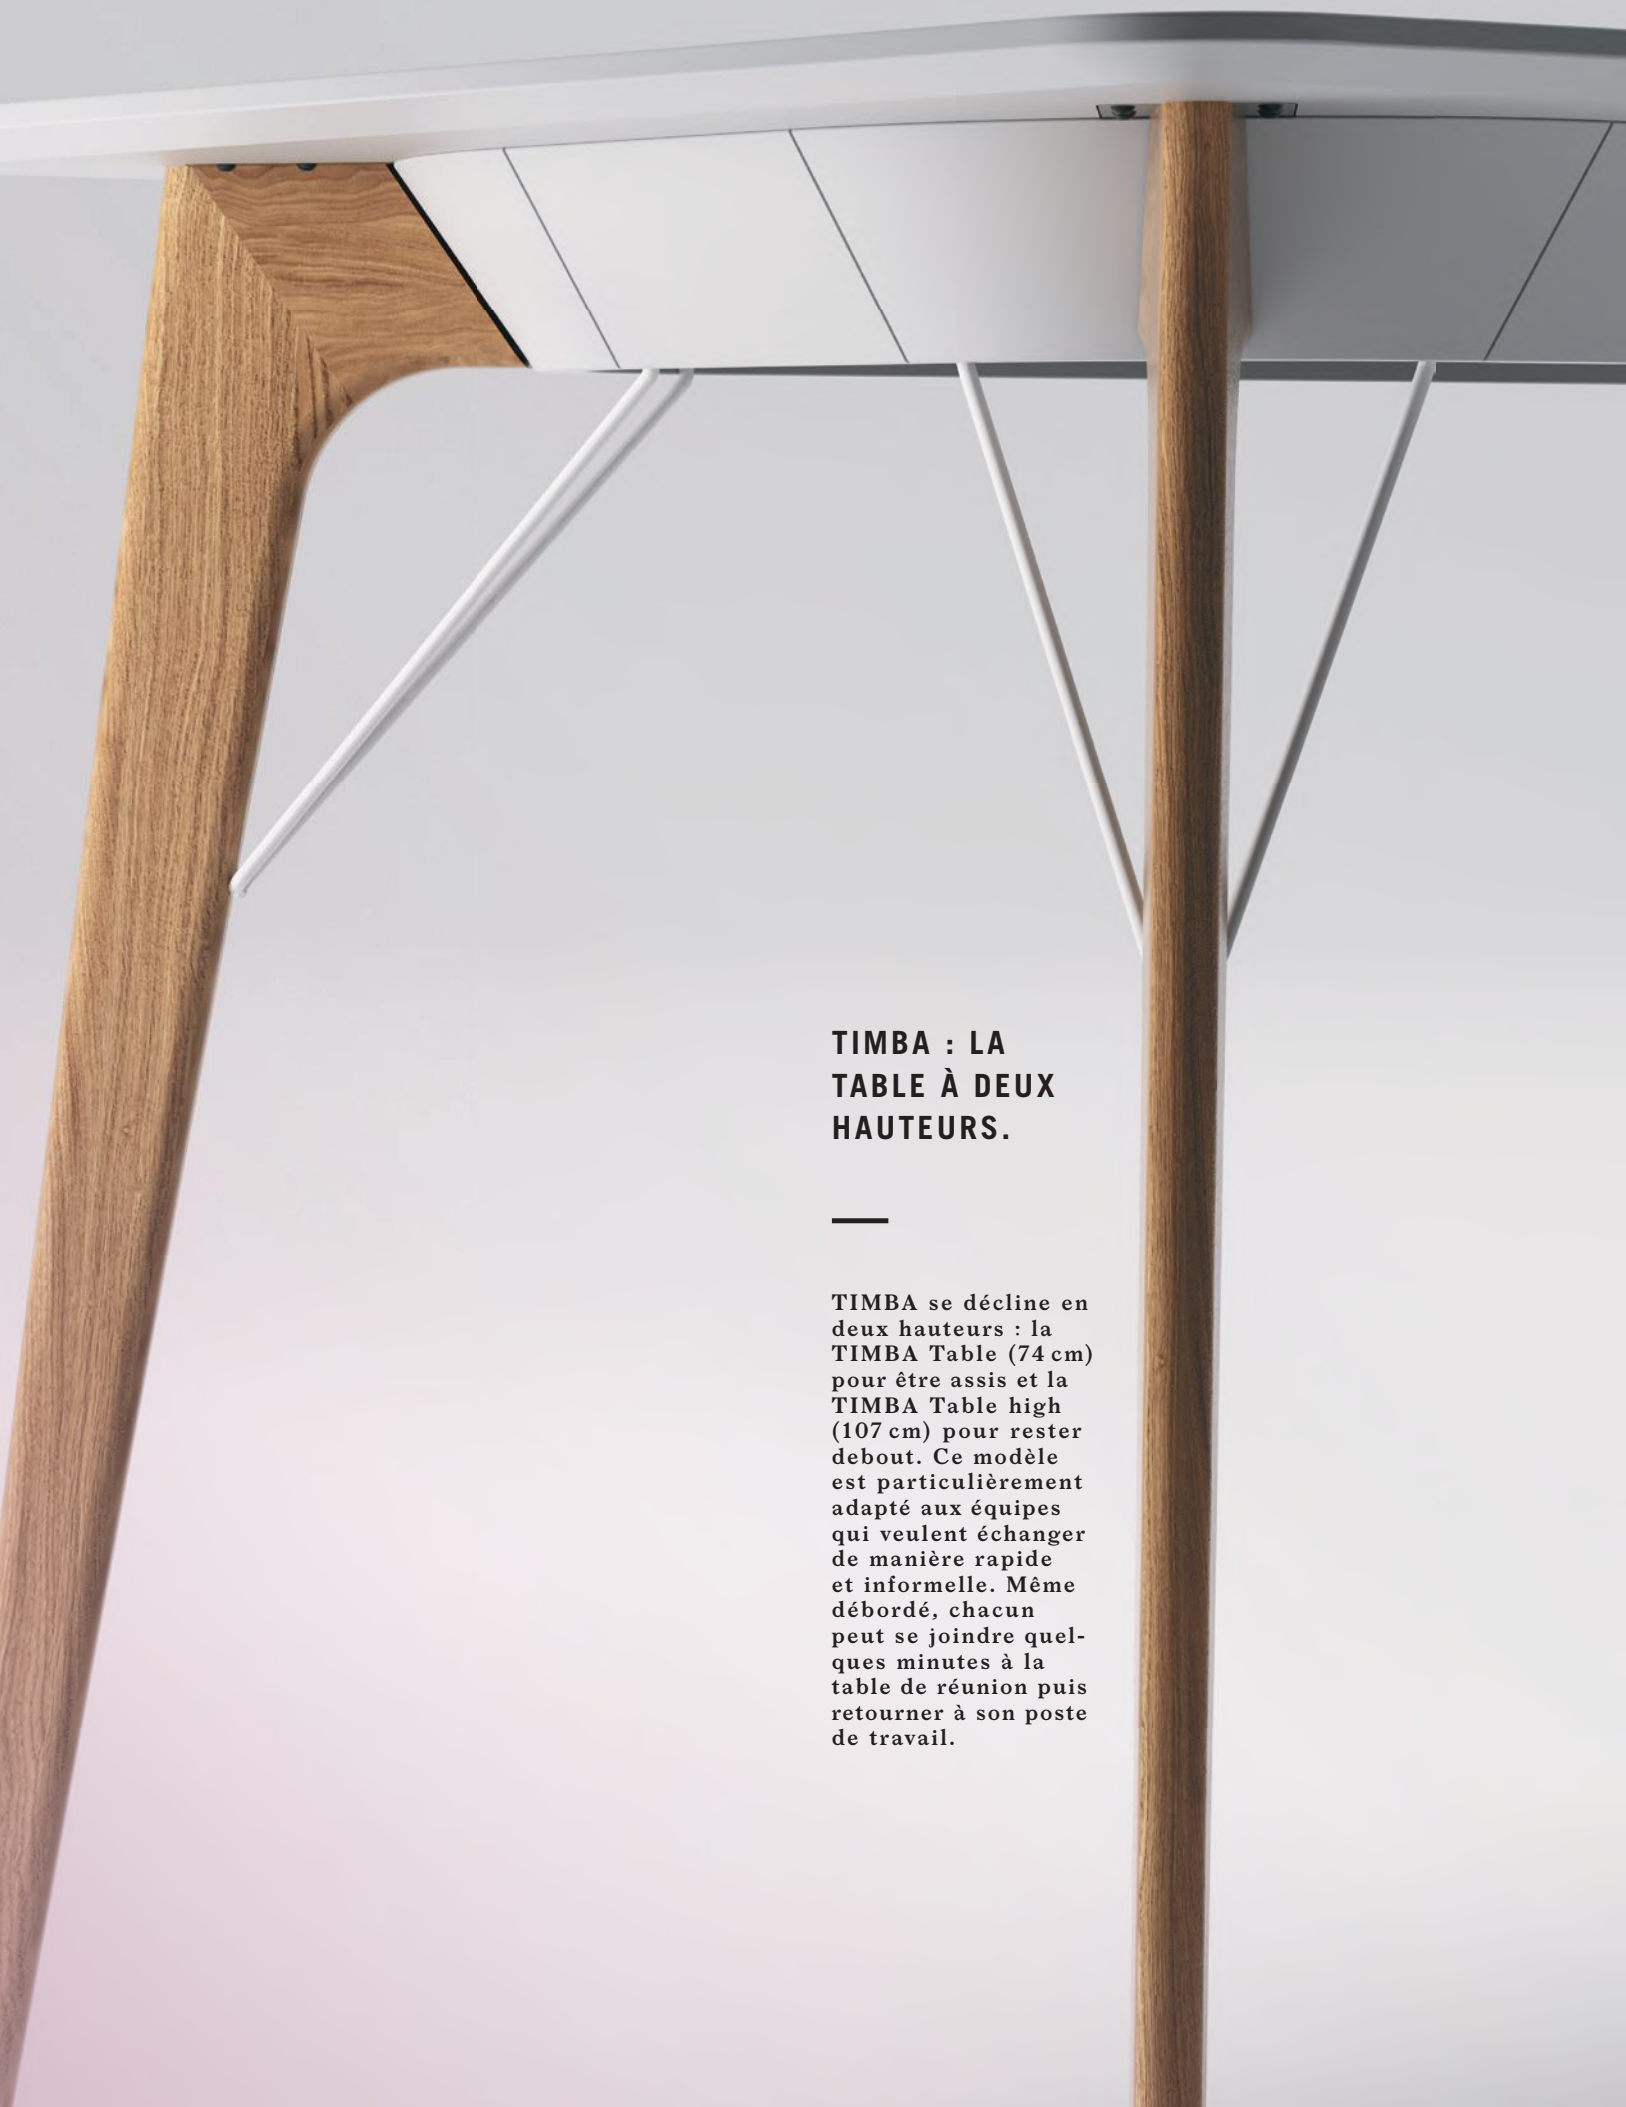 TIMBA : LA
TABLE À DEUX
HAUTEURS.
TIMBA se décline en
deux hauteurs : la
TIMBA Table (74 cm)
pour être assis et la
TIMBA Table high
(107 cm) pour rester
debout. Ce modèle
est particulièrement
adapté aux équipes
qui veulent échanger
de manière rapide
et informelle. Même
débordé, chacun
peut se joindre quel-
ques minutes à la
table de réunion puis
retourner à son poste
de travail.